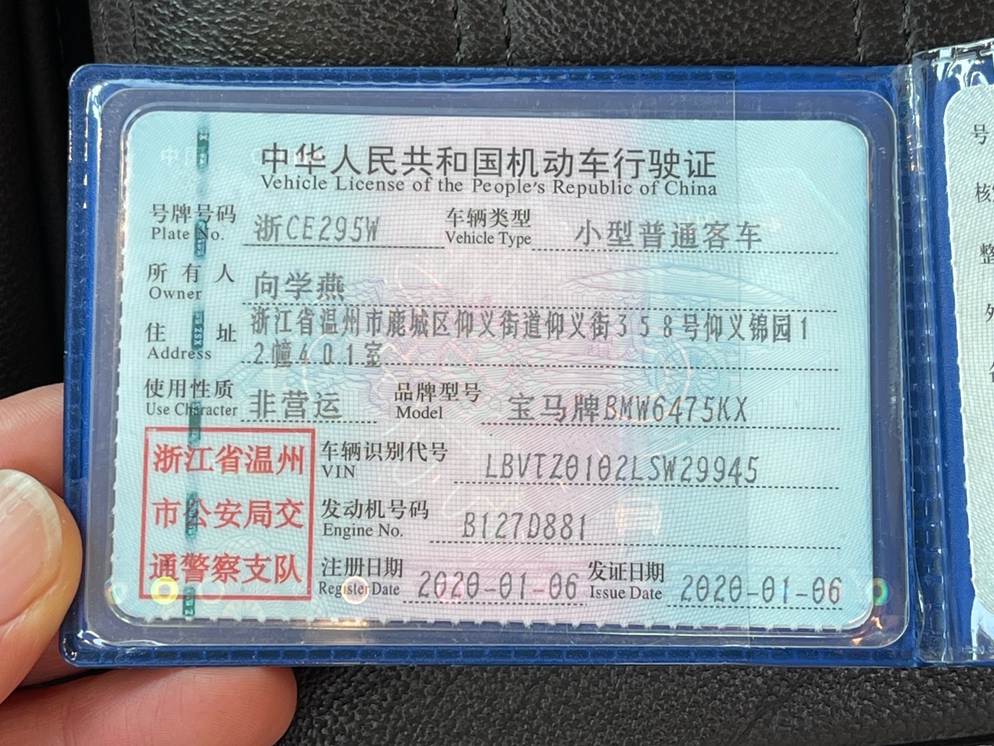 中华人民共和国机动车行驶证
Vehicle License of the People's Republic of China
号牌号码 浙CE295W 车辆类型 小型普通客车
Plate No. Vehicle Type
所有人 向学燕
Owner
住址 浙江省温州市鹿城区仰义街道仰义街358号仰义锦园1
Address 2幢401室
使用性质 非营运 品牌型号 宝马牌BMW6475KX
Use Character Model
浙江省温州
市公安局交
通警察支队
车辆识别代号 LBVTZ0102LSW29945
VIN
发动机号码 B127D881
Engine No.
注册日期 2020-01-06 发证日期 2020-01-06
Register Date Issue Date
号
核
整